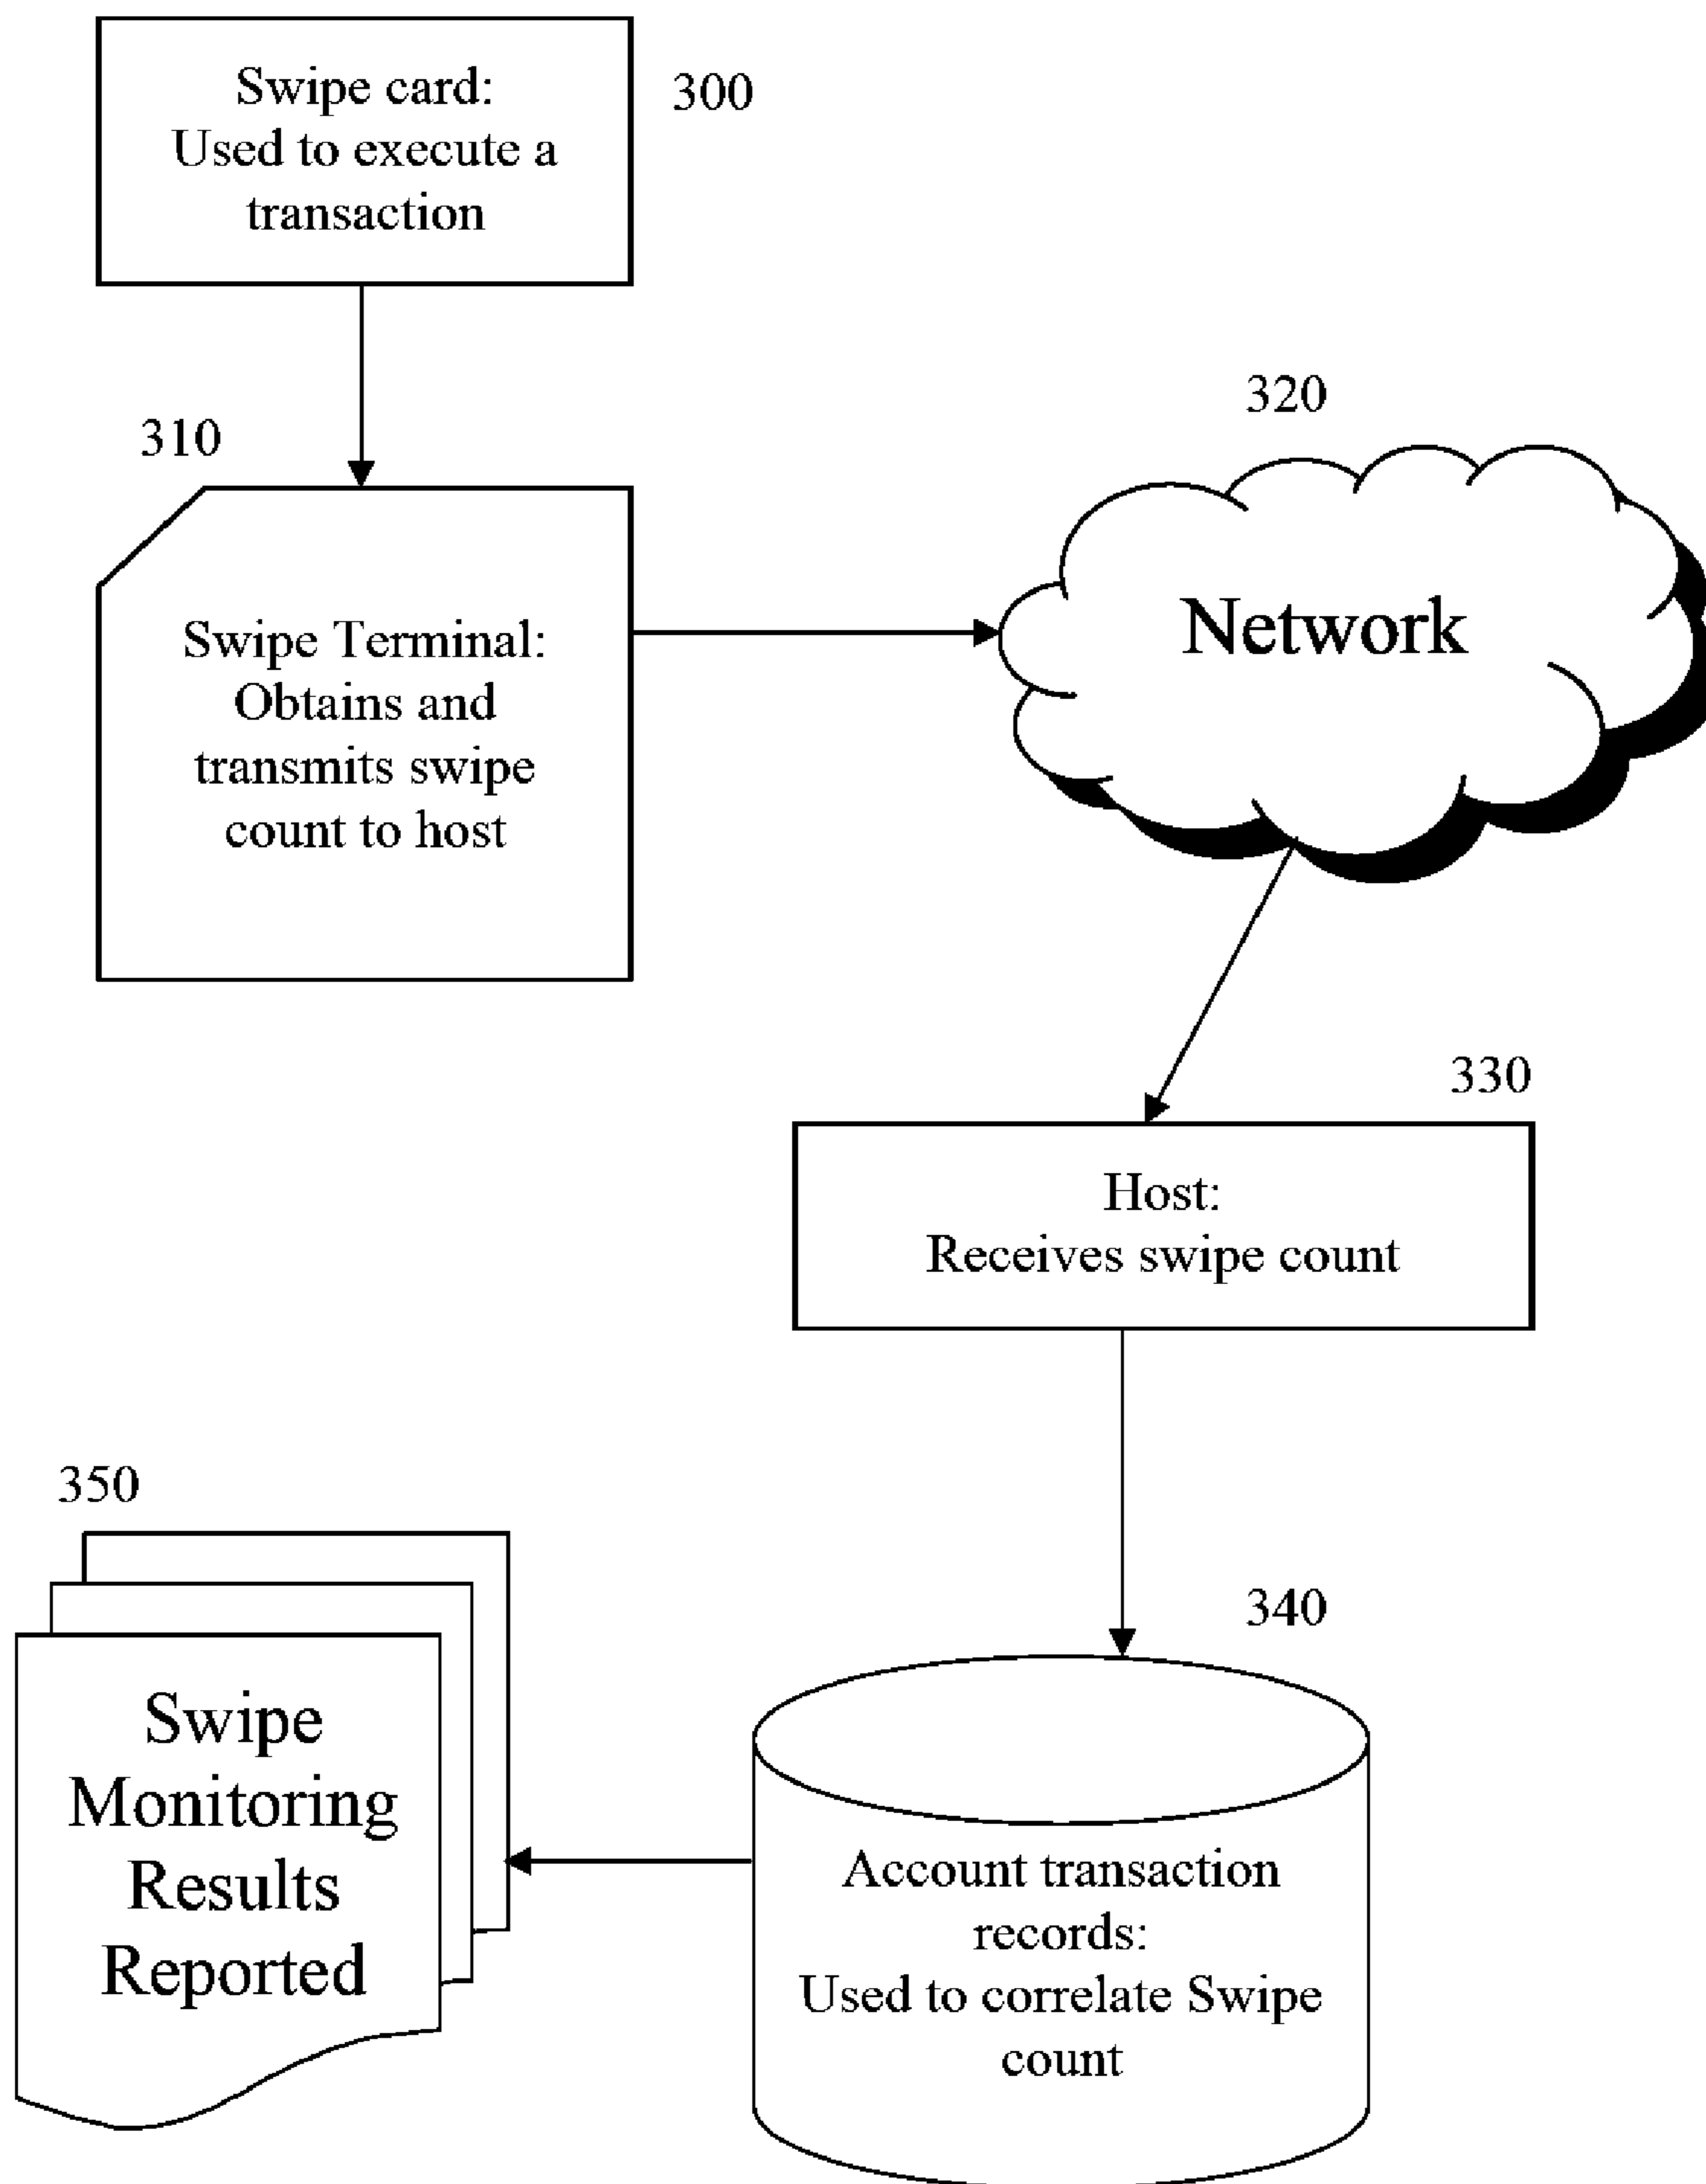 Swipe card:
Used to execute a
transaction
300
310
Swipe Terminal:
Obtains and
transmits swipe
count to host
320
Network
330
Host:
Receives swipe count
340
Account transaction
records:
Used to correlate Swipe
count
350
Swipe
Monitoring
Results
Reported